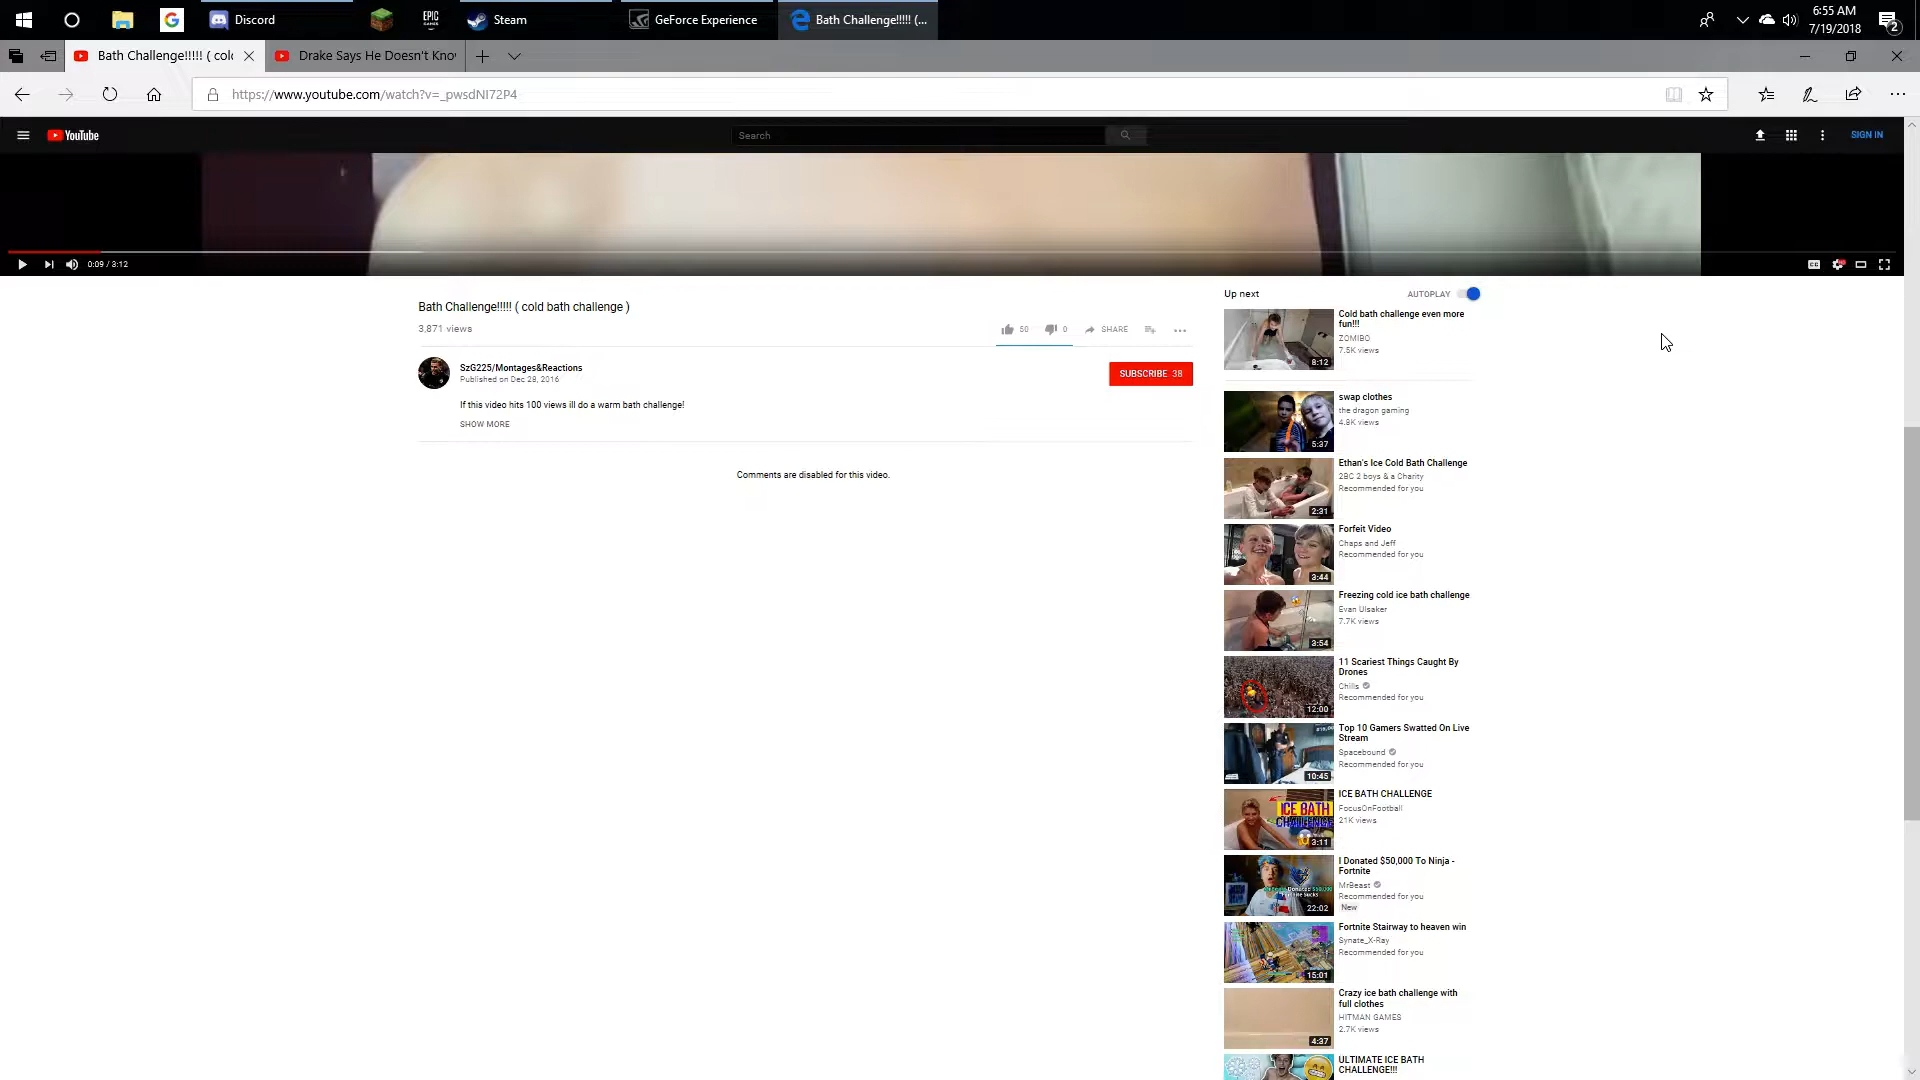 Discord
EPIC
GAMES
Steam
GeForce Experience
Bath Challenge!!!!! (...
6:55 AM
7/19/2018
2
Bath Challenge!!!!! ( col
Drake Says He Doesn't Kno
https://www.youtube.com/watch?v=_pwsdNI72P4
YouTube
Search
SIGN IN
0:09 / 3:12
Bath Challenge!!!!! ( cold bath challenge )
3,871 views
50
0
SHARE
SzG225/Montages&Reactions
Published on Dec 28, 2016
SUBSCRIBE 38
If this video hits 100 views ill do a warm bath challenge!
SHOW MORE
Comments are disabled for this video.
Up next
AUTOPLAY
Cold bath challenge even more
fun!!!
ZOMIBO
7.5K views
8:12
swap clothes
the dragon gaming
4.8K views
5:37
Ethan's Ice Cold Bath Challenge
2BC 2 boys & a Charity
Recommended for you
2:31
Forfeit Video
Chaps and Jeff
Recommended for you
3:44
Freezing cold ice bath challenge
Evan Ulsaker
7.7K views
3:54
11 Scariest Things Caught By
Drones
Chills
Recommended for you
12:00
Top 10 Gamers Swatted On Live
Stream
Spacebound
Recommended for you
10:45
ICE BATH CHALLENGE
FocusOnFootball
21K views
ICE BATH
CHALLENGE
3:11
I Donated $50,000 To Ninja -
Fortnite
MrBeast
Recommended for you
New
22:02
Fortnite Stairway to heaven win
Synate_X-Ray
Recommended for you
15:01
Crazy ice bath challenge with
full clothes
HITMAN GAMES
2.7K views
4:37
ULTIMATE ICE BATH
CHALLENGE!!!